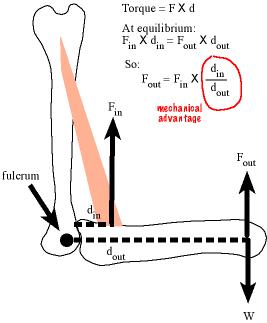 Torque = F X d
At equilibrium:
Fin X din = Fout X dout
So:
Fout = Fin X din
dout
mechanical
advantage
Fin
Fout
fulcrum
din
dout
W